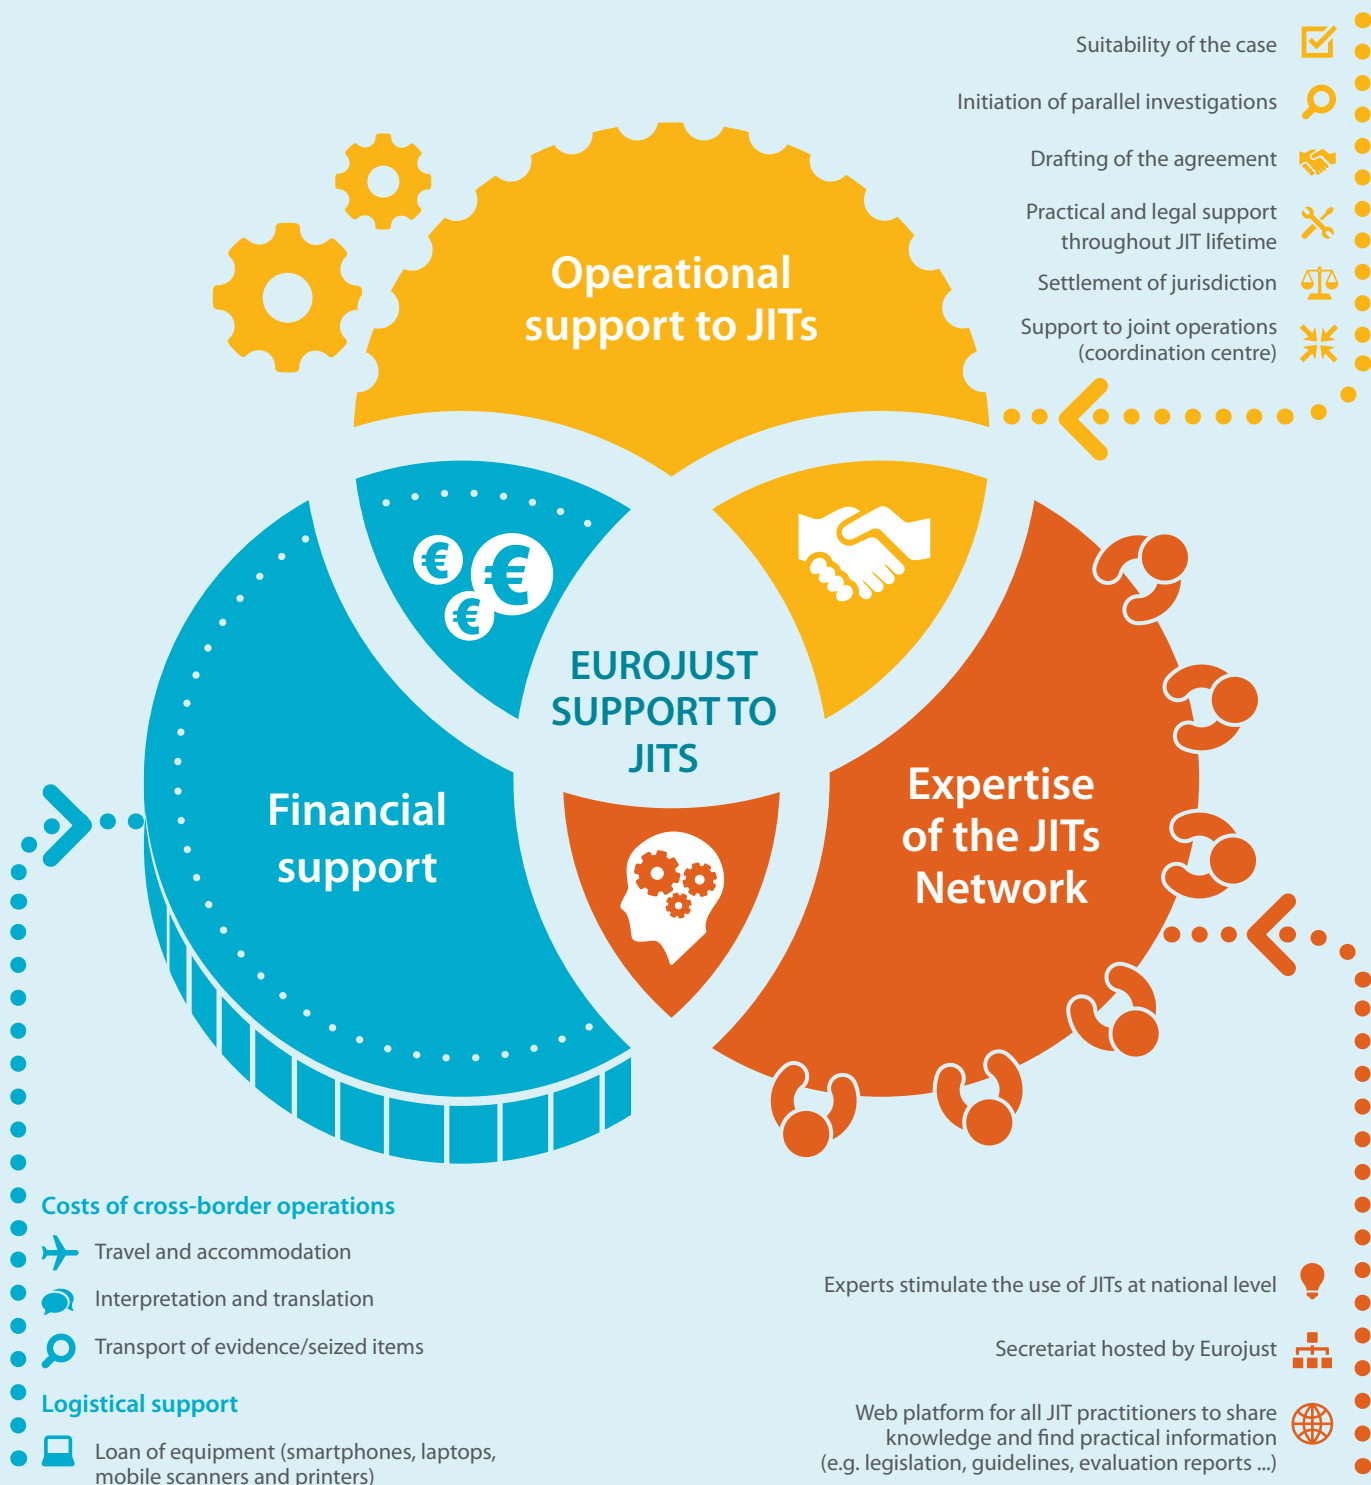 Suitability of the case
Initiation of parallel investigations
Drafting of the agreement
Practical and legal support
throughout JIT lifetime
Settlement of jurisdiction
Support to joint operations
(coordination centre)
Operational
support to JITs
€
€
€
EUROJUST
SUPPORT TO
JITS
Financial
support
Expertise
of the JITs
Network
Costs of cross-border operations
Travel and accommodation
Interpretation and translation
Transport of evidence/seized items
Logistical support
Loan of equipment (smartphones, laptops,
mobile scanners and printers)
Experts stimulate the use of JITs at national level
Secretariat hosted by Eurojust
Web platform for all JIT practitioners to share
knowledge and find practical information
(e.g. legislation, guidelines, evaluation reports ...)